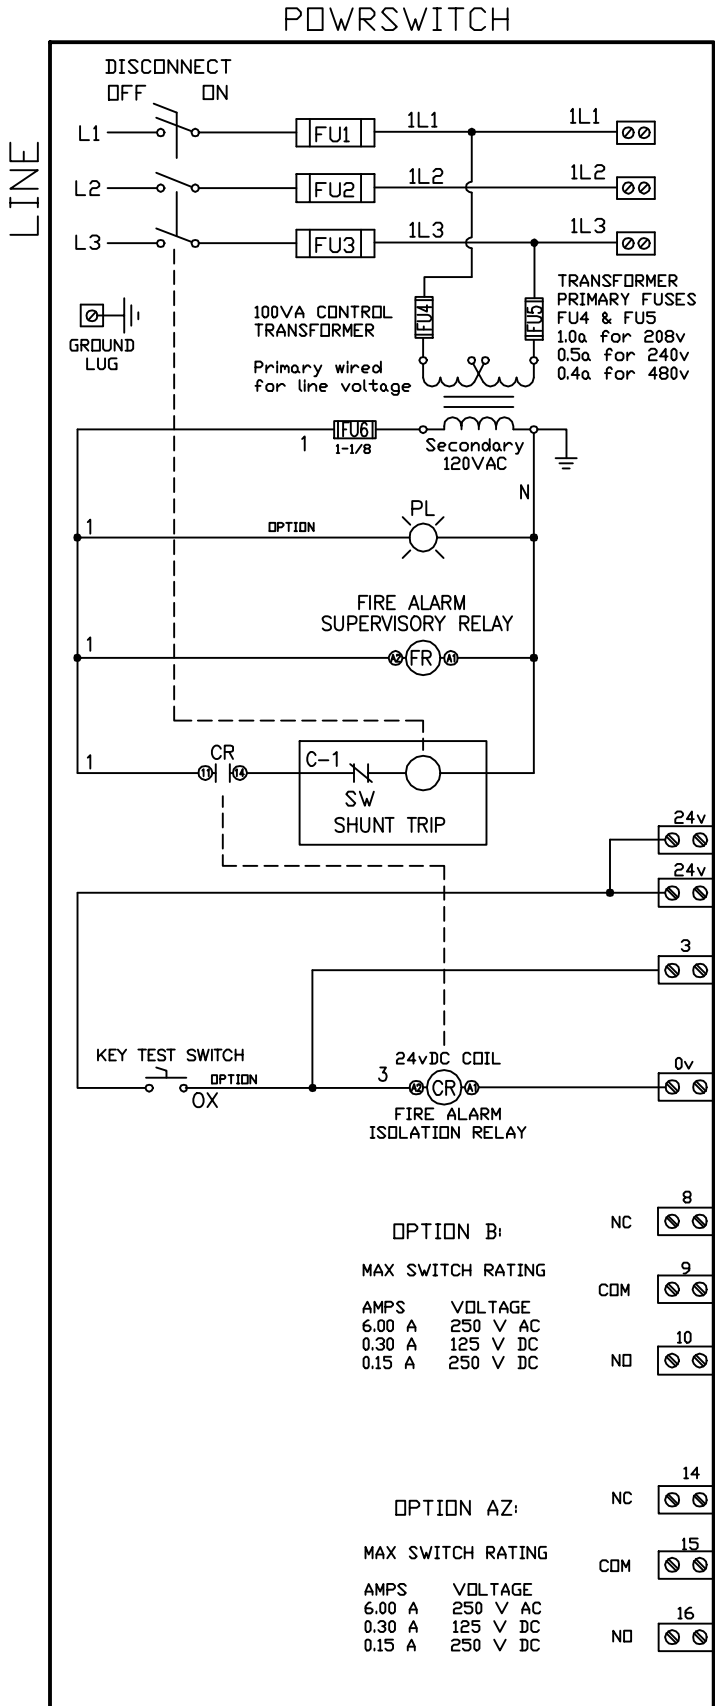 POWRSWITCH
LINE
DISCONNECT
OFF ON
L1 FU1 1L1 1L1
L2 FU2 1L2 1L2
L3 FU3 1L3 1L3
GROUND
LUG
100VA CONTROL
TRANSFORMER
Primary wired
for line voltage
FU4
FU5
TRANSFORMER
PRIMARY FUSES
FU4 & FU5
1.0a for 208v
0.5a for 240v
0.4a for 480v
1
FU6
1-1/8
Secondary
120VAC
N
1 OPTION PL
FIRE ALARM
SUPERVISORY RELAY
1 A2 FR A1
1 CR
11 14
C-1
SW
SHUNT TRIP
24v
24v
3
KEY TEST SWITCH
OPTION
OX
24vDC COIL
3 A2 CR A1
FIRE ALARM
ISOLATION RELAY
0v
OPTION B:
MAX SWITCH RATING
AMPS VOLTAGE
6.00 A 250 V AC
0.30 A 125 V DC
0.15 A 250 V DC
NC 8
COM 9
NO 10
OPTION AZ:
MAX SWITCH RATING
AMPS VOLTAGE
6.00 A 250 V AC
0.30 A 125 V DC
0.15 A 250 V DC
NC 14
COM 15
NO 16